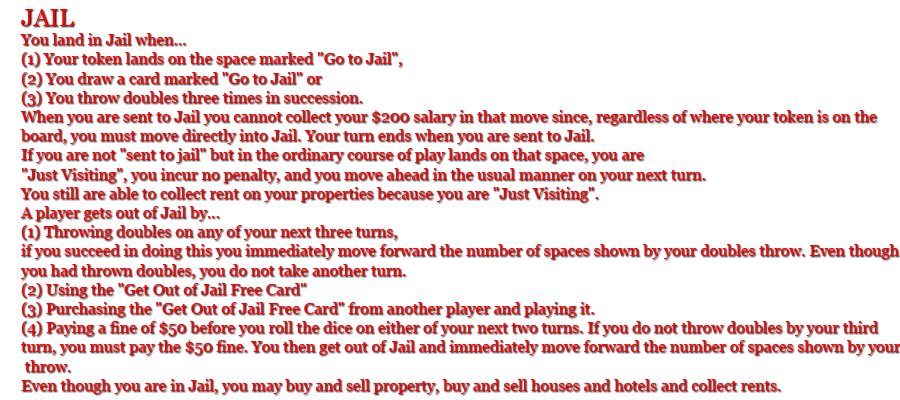 JAIL
You land in Jail when...
(1) Your token lands on the space marked "Go to Jail",
(2) You draw a card marked "Go to Jail" or
(3) You throw doubles three times in succession.
When you are sent to Jail you cannot collect your $200 salary in that move since, regardless of where your token is on the
board, you must move directly into Jail. Your turn ends when you are sent to Jail.
If you are not "sent to jail" but in the ordinary course of play lands on that space, you are
"Just Visiting", you incur no penalty, and you move ahead in the usual manner on your next turn.
You still are able to collect rent on your properties because you are "Just Visiting".
A player gets out of Jail by...
(1) Throwing doubles on any of your next three turns,
if you succeed in doing this you immediately move forward the number of spaces shown by your doubles throw. Even though
you had thrown doubles, you do not take another turn.
(2) Using the "Get Out of Jail Free Card"
(3) Purchasing the "Get Out of Jail Free Card" from another player and playing it.
(4) Paying a fine of $50 before you roll the dice on either of your next two turns. If you do not throw doubles by your third
turn, you must pay the $50 fine. You then get out of Jail and immediately move forward the number of spaces shown by your
throw.
Even though you are in Jail, you may buy and sell property, buy and sell houses and hotels and collect rents.